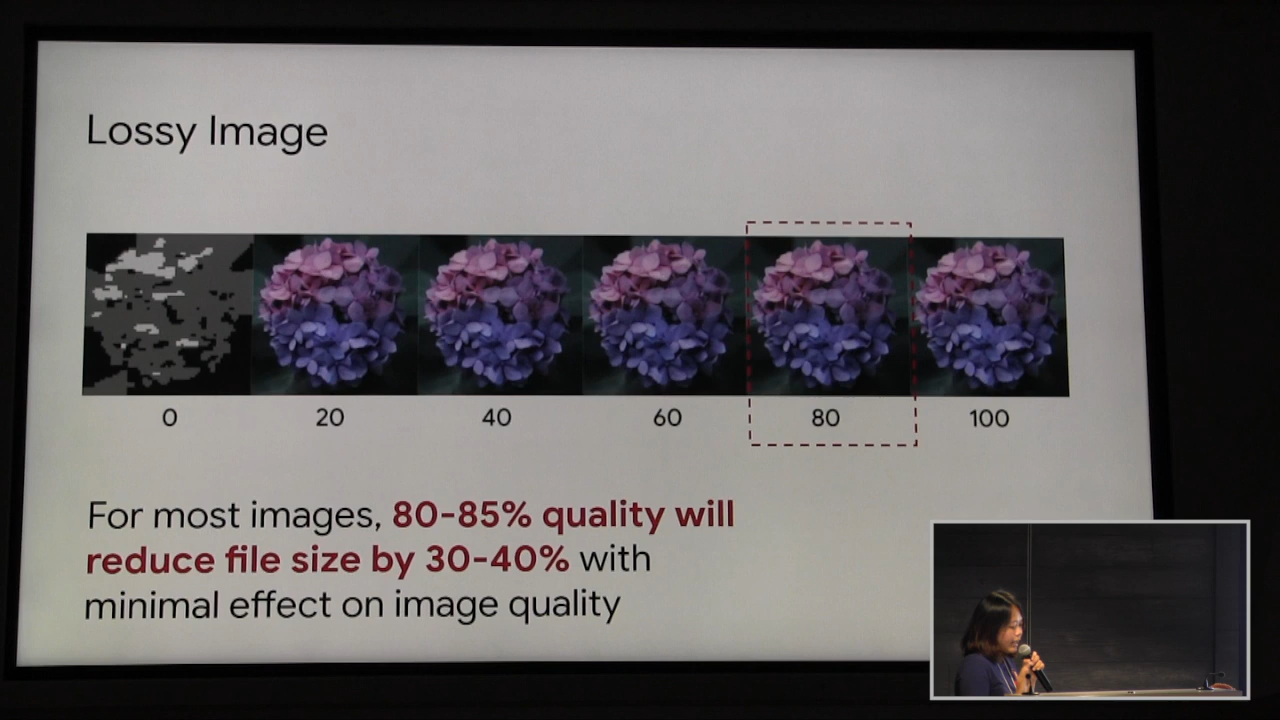 Lossy Image
0 20 40 60 80 100
For most images, 80-85% quality will
reduce file size by 30-40% with
minimal effect on image quality